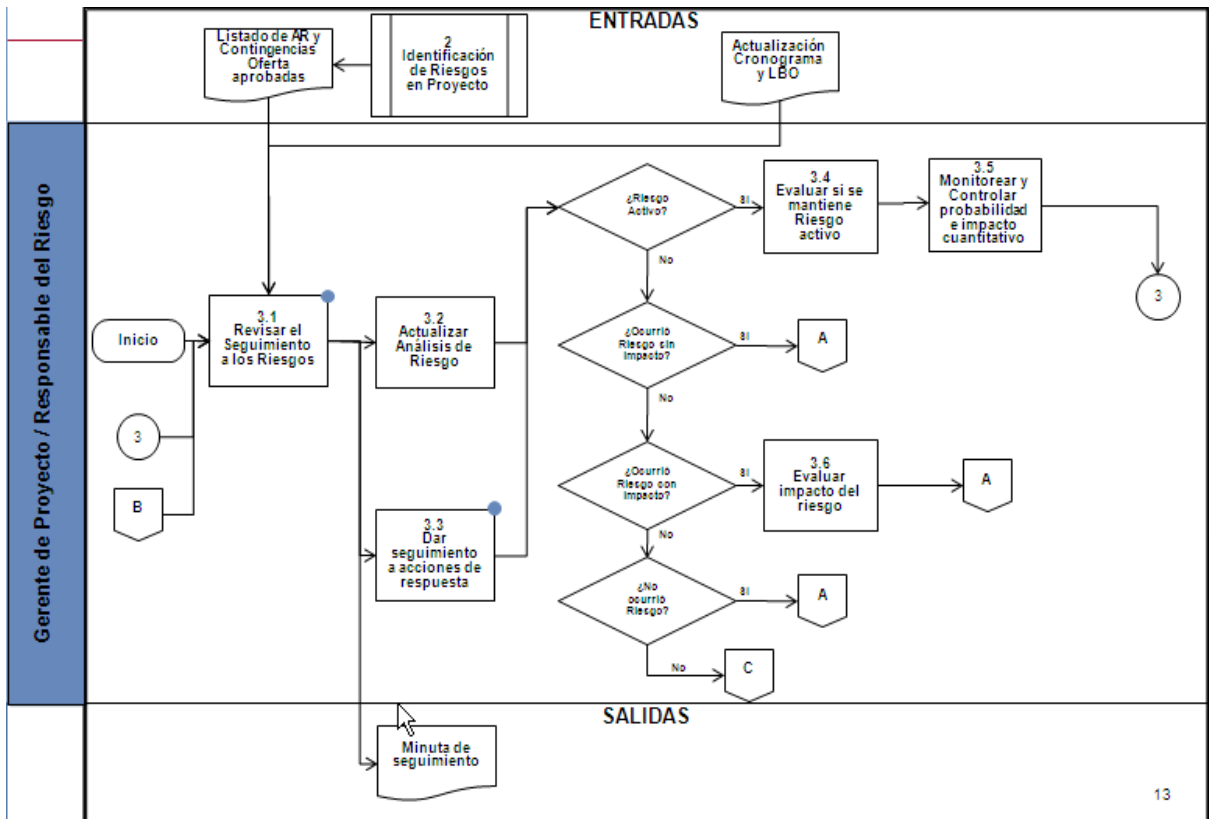 ENTRADAS
Listado de AR y
Contingencias
Oferta
aprobadas
2
Identificación
de Riesgos
en Proyecto
Actualización
Cronograma
y LBO
Gerente de Proyecto / Responsable del Riesgo
Inicio
3
B
3.1
Revisar el
Seguimiento
a los Riesgos
3.2
Actualizar
Análisis de
Riesgo
3.3
Dar
seguimiento
a acciones de
respuesta
¿Riesgo
Activo?
SI
No
3.4
Evaluar si se
mantiene
Riesgo
activo
3.5
Monitorear y
Controlar
probabilidad
e impacto
cuantitativo
3
¿Ocurrió
Riesgo sin
Impacto?
SI
No
A
¿Ocurrió
Riesgo con
Impacto?
SI
No
3.6
Evaluar
impacto del
riesgo
A
¿No
ocurrió
Riesgo?
SI
No
A
C
SALIDAS
Minuta de
seguimiento
13